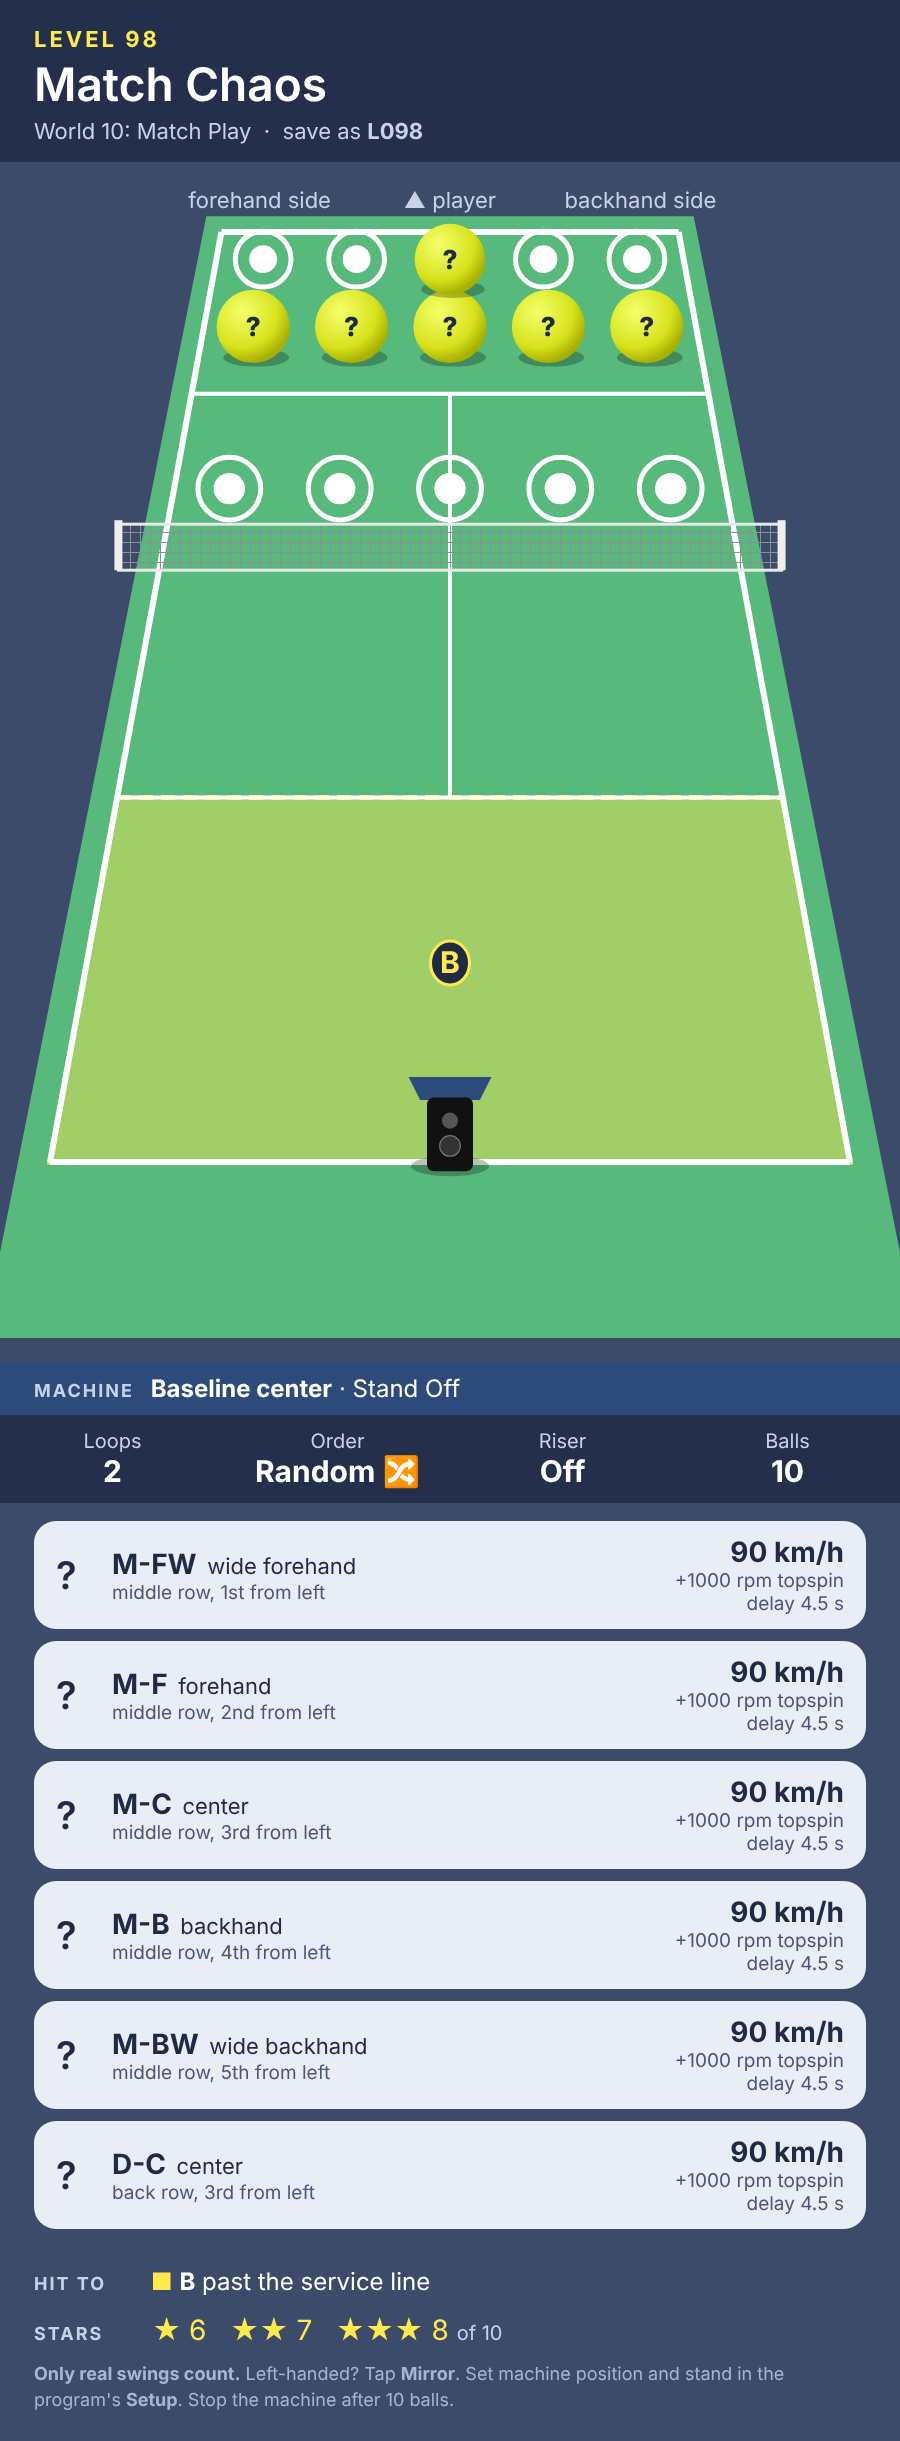 LEVEL 98
Match Chaos
World 10: Match Play · save as L098
forehand side ▲ player backhand side
?
? ? ? ? ?
B
MACHINE Baseline center · Stand Off
Loops Order Riser Balls
2 Random 🔀 Off 10
? M-FW wide forehand 90 km/h
middle row, 1st from left +1000 rpm topspin
delay 4.5 s
? M-F forehand 90 km/h
middle row, 2nd from left +1000 rpm topspin
delay 4.5 s
? M-C center 90 km/h
middle row, 3rd from left +1000 rpm topspin
delay 4.5 s
? M-B backhand 90 km/h
middle row, 4th from left +1000 rpm topspin
delay 4.5 s
? M-BW wide backhand 90 km/h
middle row, 5th from left +1000 rpm topspin
delay 4.5 s
? D-C center 90 km/h
back row, 3rd from left +1000 rpm topspin
delay 4.5 s
HIT TO B past the service line
STARS ★ 6 ★★ 7 ★★★ 8 of 10
Only real swings count. Left-handed? Tap Mirror. Set machine position and stand in the
program's Setup. Stop the machine after 10 balls.